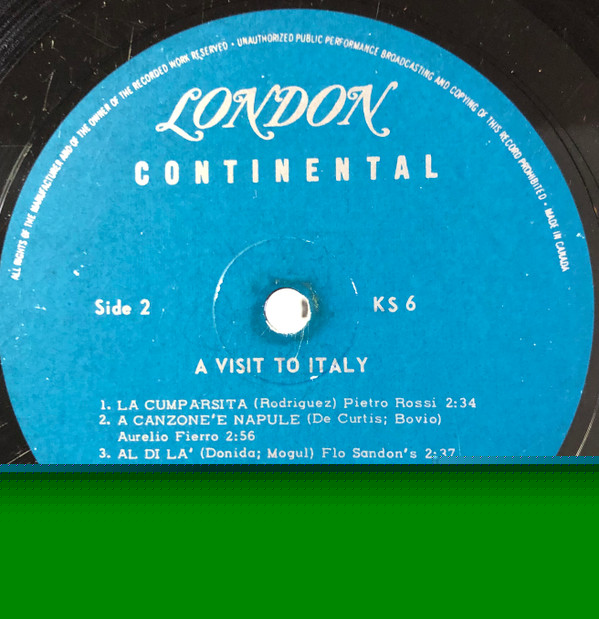 ALL RIGHTS OF THE MANUFACTURER AND OF THE OWNER OF THE RECORDED WORK RESERVED • UNAUTHORIZED PUBLIC PERFORMANCE BROADCASTING AND COPYING OF THIS RECORD PROHIBITED • MADE IN CANADA
LONDON
CONTINENTAL
Side 2 KS 6
A VISIT TO ITALY
1. LA CUMPARSITA (Rodriguez) Pietro Rossi 2:34
2. A CANZONE'E NAPULE (De Curtis; Bovio)
Aurelio Fierro 2:56
3. AL DI LA' (Donida; Mogul) Flo Sandon's 2:37